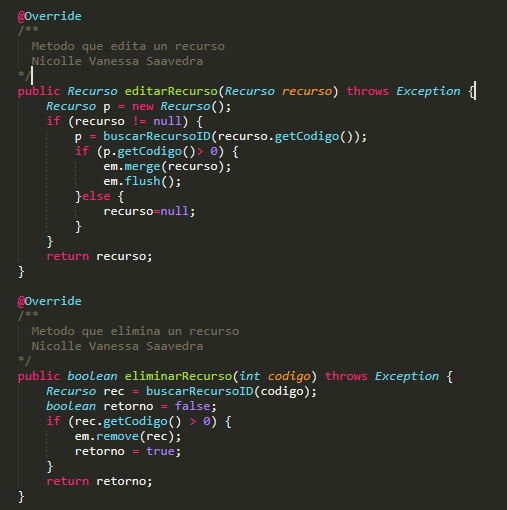 @Override
/**
Metodo que edita un recurso
Nicolle Vanessa Saavedra
*/
public Recurso editarRecurso(Recurso recurso) throws Exception {
Recurso p = new Recurso();
if (recurso != null) {
p = buscarRecursoID(recurso.getCodigo());
if (p.getCodigo()> 0) {
em.merge(recurso);
em.flush();
}else {
recurso=null;
}
}
return recurso;
}
@Override
/**
Metodo que elimina un recurso
Nicolle Vanessa Saavedra
*/
public boolean eliminarRecurso(int codigo) throws Exception {
Recurso rec = buscarRecursoID(codigo);
boolean retorno = false;
if (rec.getCodigo() > 0) {
em.remove(rec);
retorno = true;
}
return retorno;
}